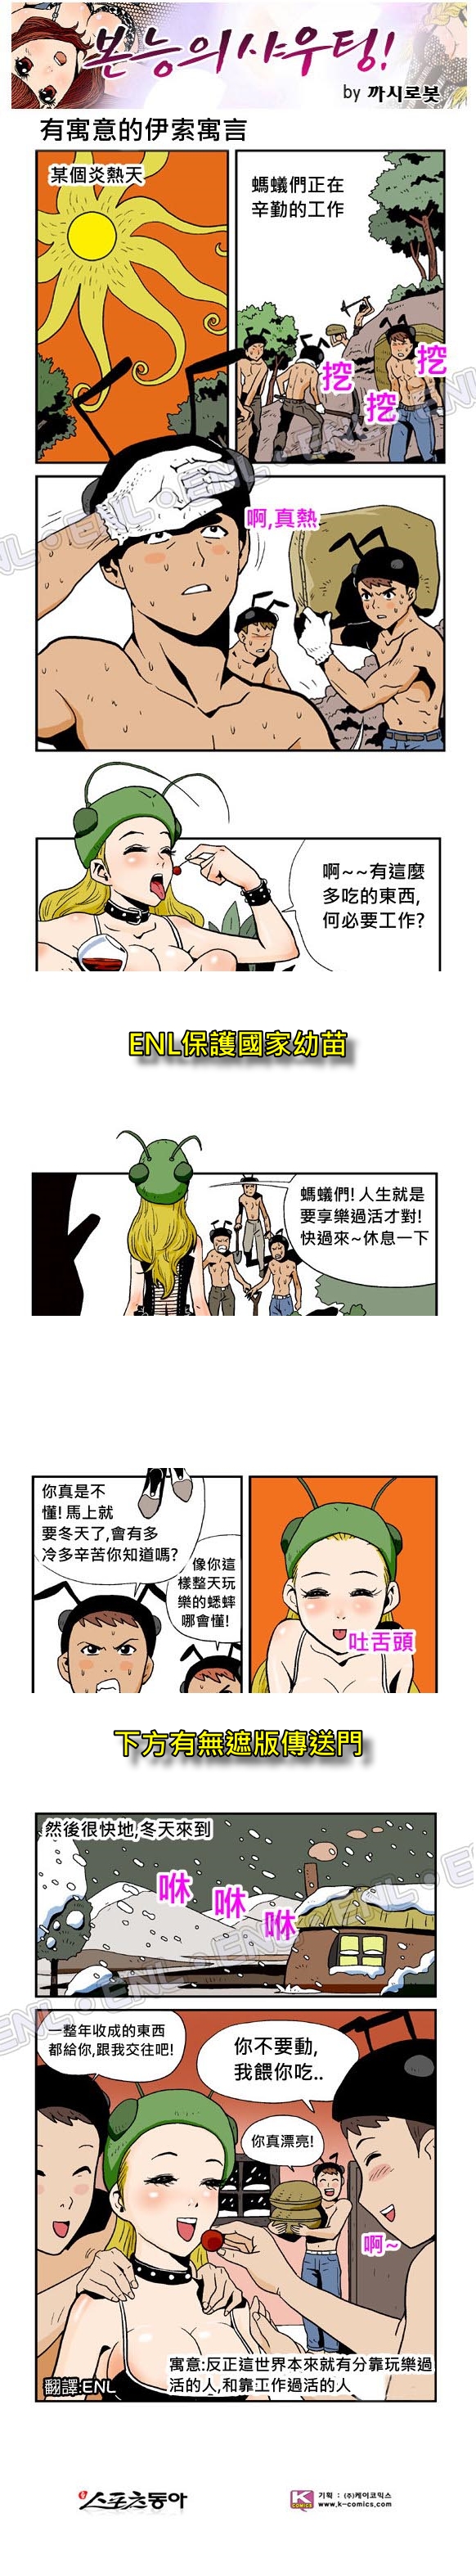 본능의 샤우팅!
by 까시로봇
有寓意的伊索寓言
某個炎熱天
螞蟻們正在
辛勤的工作
挖
挖
挖
啊,真熱
啊~~有這麼
多吃的東西,
何必要工作?
ENL保護國家幼苗
螞蟻們!人生就是
要享樂過活才對!
快過來~休息一下
你真是不
懂!馬上就
要冬天了,會有多
冷多辛苦你知道嗎?
像你這
樣整天玩
樂的蟋蟀
哪會懂!
吐舌頭
下方有無遮版傳送門
然後很快地,冬天來到
咻
咻
咻
一整年收成的東西
都給你,跟我交往吧!
你不要動,
我餵你吃..
你真漂亮!
啊~
寓意:反正這世界本來就有分靠玩樂過
活的人,和靠工作過活的人
翻譯:ENL
스포츠동아
K COMICS
기획 : (주)케이코믹스
www.k-comics.com